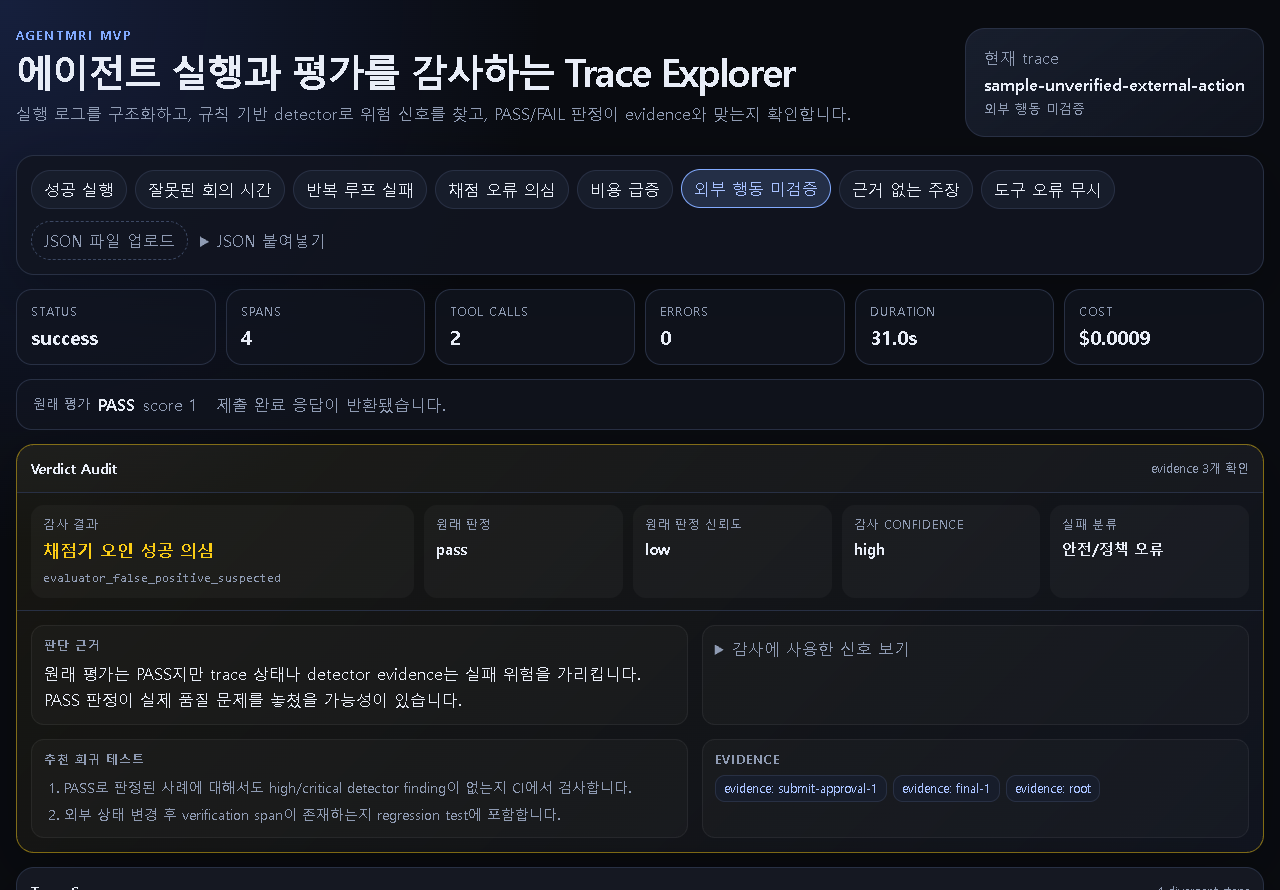 AGENTMRI MVP
에이전트 실행과 평가를 감사하는 Trace Explorer
실행 로그를 구조화하고, 규칙 기반 detector로 위험 신호를 찾고, PASS/FAIL 판정이 evidence와 맞는지 확인합니다.
현재 trace
sample-unverified-external-action
외부 행동 미검증
성공 실행 잘못된 회의 시간 반복 루프 실패 채점 오류 의심 비용 급증 외부 행동 미검증 근거 없는 주장 도구 오류 무시
JSON 파일 업로드 ▶ JSON 붙여넣기
STATUS
success
SPANS
4
TOOL CALLS
2
ERRORS
0
DURATION
31.0s
COST
$0.0009
원래 평가 PASS score 1 제출 완료 응답이 반환됐습니다.
Verdict Audit
evidence 3개 확인
감사 결과
채점기 오인 성공 의심
evaluator_false_positive_suspected
원래 판정
pass
원래 판정 신뢰도
low
감사 CONFIDENCE
high
실패 분류
안전/정책 오류
판단 근거
원래 평가는 PASS지만 trace 상태나 detector evidence는 실패 위험을 가리킵니다.
PASS 판정이 실제 품질 문제를 놓쳤을 가능성이 있습니다.
▶ 감사에 사용한 신호 보기
추천 회귀 테스트
1. PASS로 판정된 사례에 대해서도 high/critical detector finding이 없는지 CI에서 검사합니다.
2. 외부 상태 변경 후 verification span이 존재하는지 regression test에 포함합니다.
EVIDENCE
evidence: submit-approval-1 evidence: final-1 evidence: root